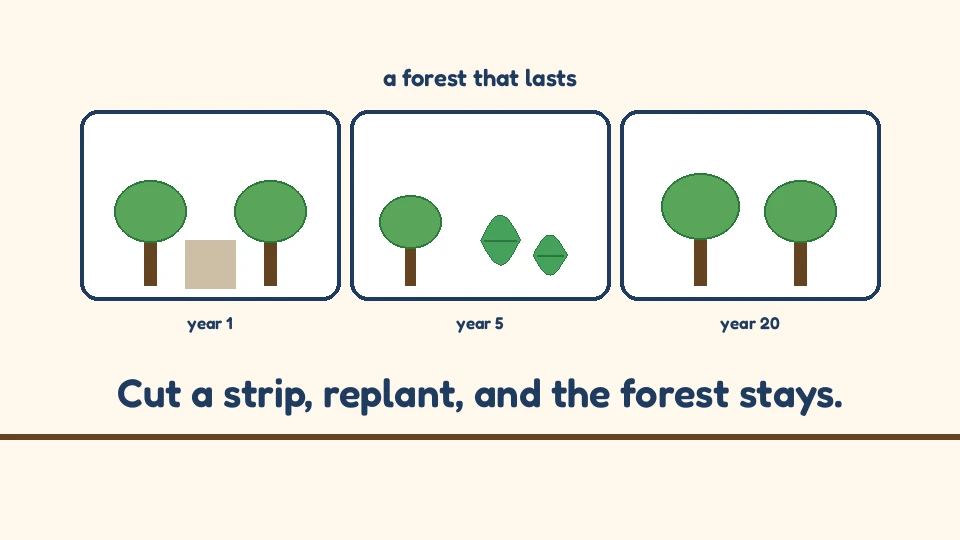 a forest that lasts
year 1
year 5
year 20
Cut a strip, replant, and the forest stays.